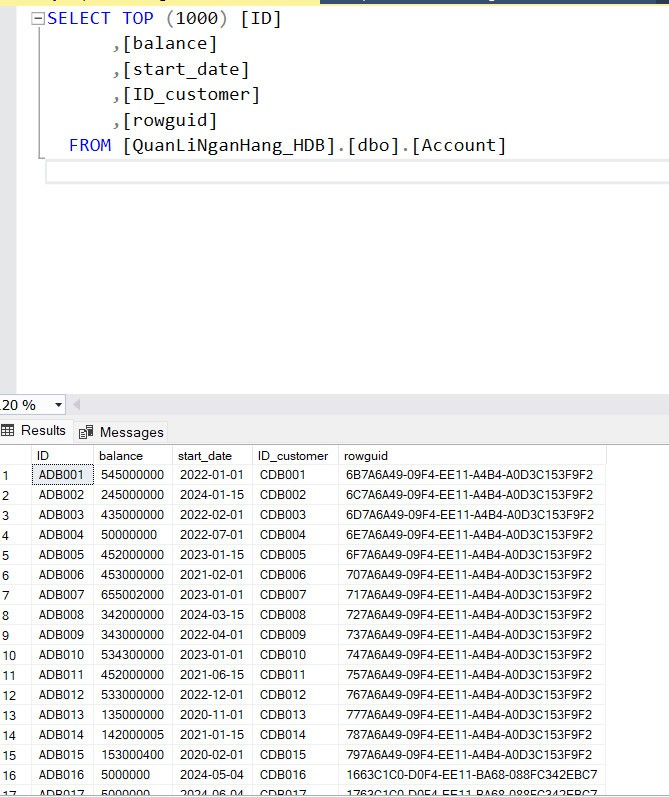 SELECT TOP (1000) [ID]
,[balance]
,[start_date]
,[ID_customer]
,[rowguid]
FROM [QuanLiNganHang_HDB].[dbo].[Account]
20 %
Results Messages
ID balance start_date ID_customer rowguid
1 ADB001 545000000 2022-01-01 CDB001 6B7A6A49-09F4-EE11-A4B4-A0D3C153F9F2
2 ADB002 245000000 2024-01-15 CDB002 6C7A6A49-09F4-EE11-A4B4-A0D3C153F9F2
3 ADB003 435000000 2022-02-01 CDB003 6D7A6A49-09F4-EE11-A4B4-A0D3C153F9F2
4 ADB004 50000000 2022-07-01 CDB004 6E7A6A49-09F4-EE11-A4B4-A0D3C153F9F2
5 ADB005 452000000 2023-01-15 CDB005 6F7A6A49-09F4-EE11-A4B4-A0D3C153F9F2
6 ADB006 453000000 2021-02-01 CDB006 707A6A49-09F4-EE11-A4B4-A0D3C153F9F2
7 ADB007 655002000 2023-01-01 CDB007 717A6A49-09F4-EE11-A4B4-A0D3C153F9F2
8 ADB008 342000000 2024-03-15 CDB008 727A6A49-09F4-EE11-A4B4-A0D3C153F9F2
9 ADB009 343000000 2022-04-01 CDB009 737A6A49-09F4-EE11-A4B4-A0D3C153F9F2
10 ADB010 534300000 2023-01-01 CDB010 747A6A49-09F4-EE11-A4B4-A0D3C153F9F2
11 ADB011 452000000 2021-06-15 CDB011 757A6A49-09F4-EE11-A4B4-A0D3C153F9F2
12 ADB012 533000000 2022-12-01 CDB012 767A6A49-09F4-EE11-A4B4-A0D3C153F9F2
13 ADB013 135000000 2020-11-01 CDB013 777A6A49-09F4-EE11-A4B4-A0D3C153F9F2
14 ADB014 142000005 2021-01-15 CDB014 787A6A49-09F4-EE11-A4B4-A0D3C153F9F2
15 ADB015 153000400 2020-02-01 CDB015 797A6A49-09F4-EE11-A4B4-A0D3C153F9F2
16 ADB016 5000000 2024-05-04 CDB016 1663C1C0-D0F4-EE11-BA68-088FC342EBC7
17 ADB017 5000000 2024-06-04 CDB017 1763C1C0-D0F4-EE11-BA68-088FC342EBC7